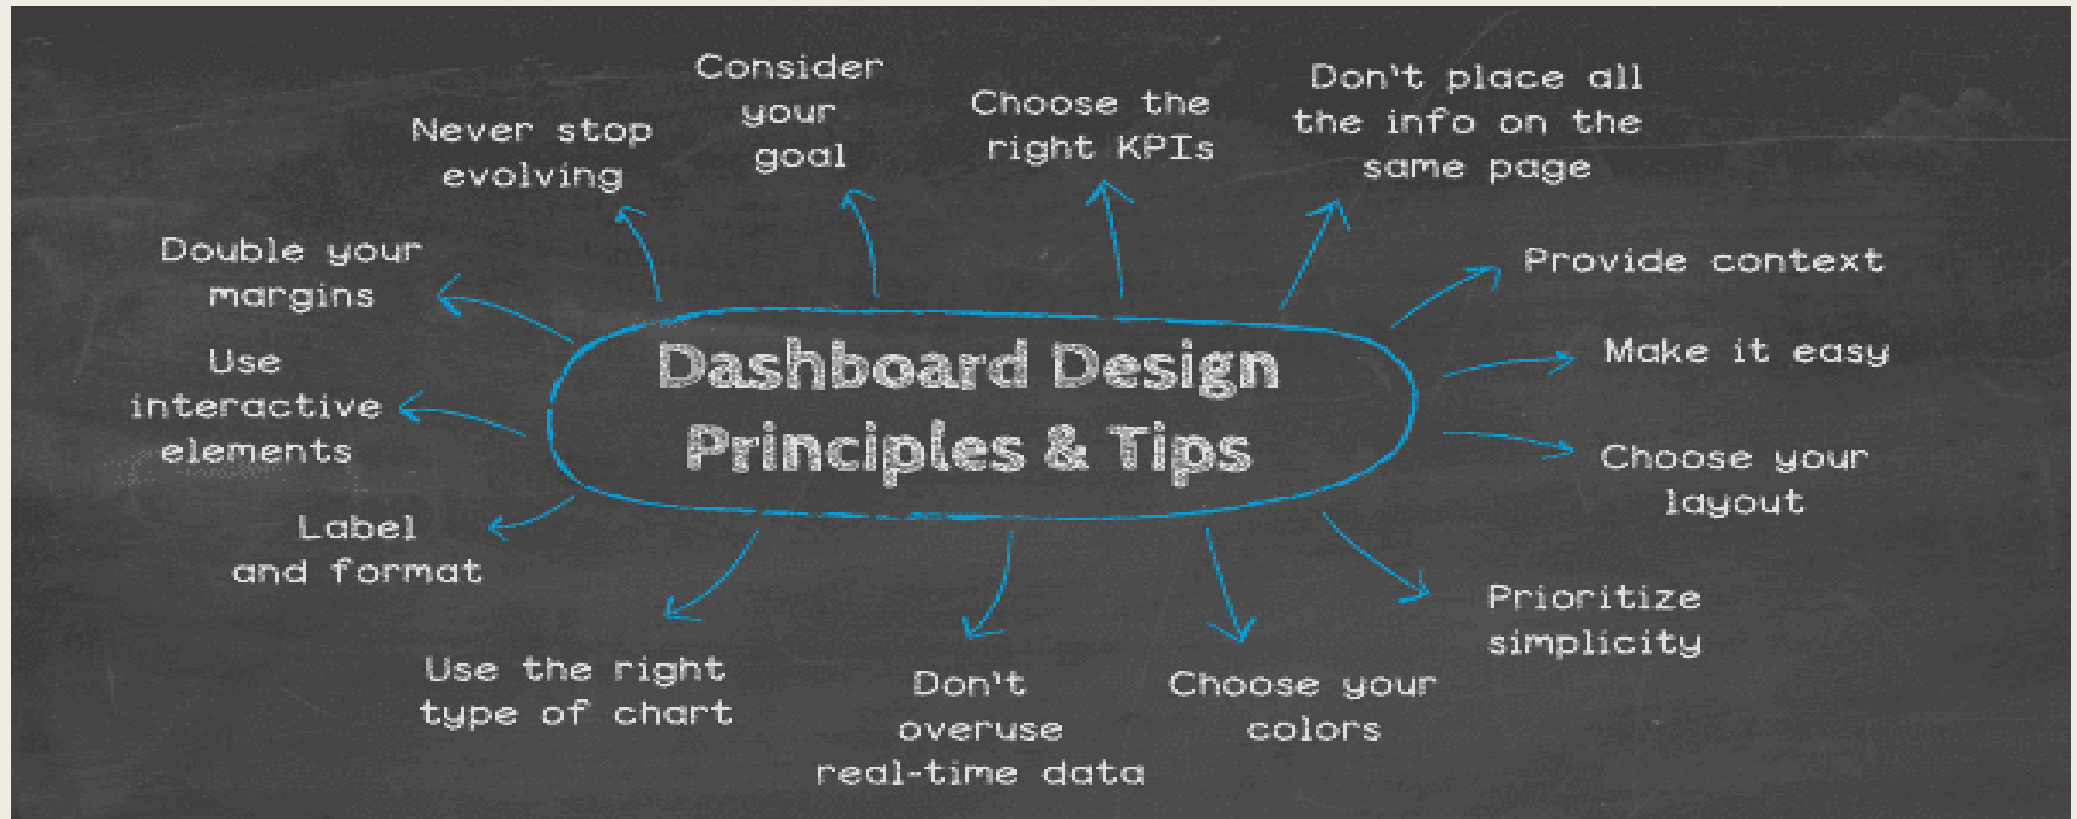 Dashboard Design
Principles & Tips
Consider
your
goal
Choose the
right KPIs
Don't place all
the info on the
same page
Provide context
Make it easy
Choose your
layout
Prioritize
simplicity
Choose your
colors
Don't
overuse
real-time data
Use the right
type of chart
Label
and format
Use
interactive
elements
Double your
margins
Never stop
evolving